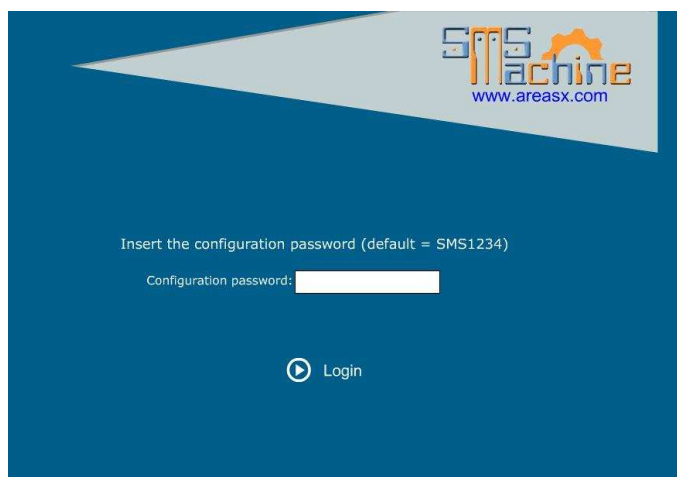 SMS
Machine
www.areasx.com
Insert the configuration password (default = SMS1234)
Configuration password:
Login